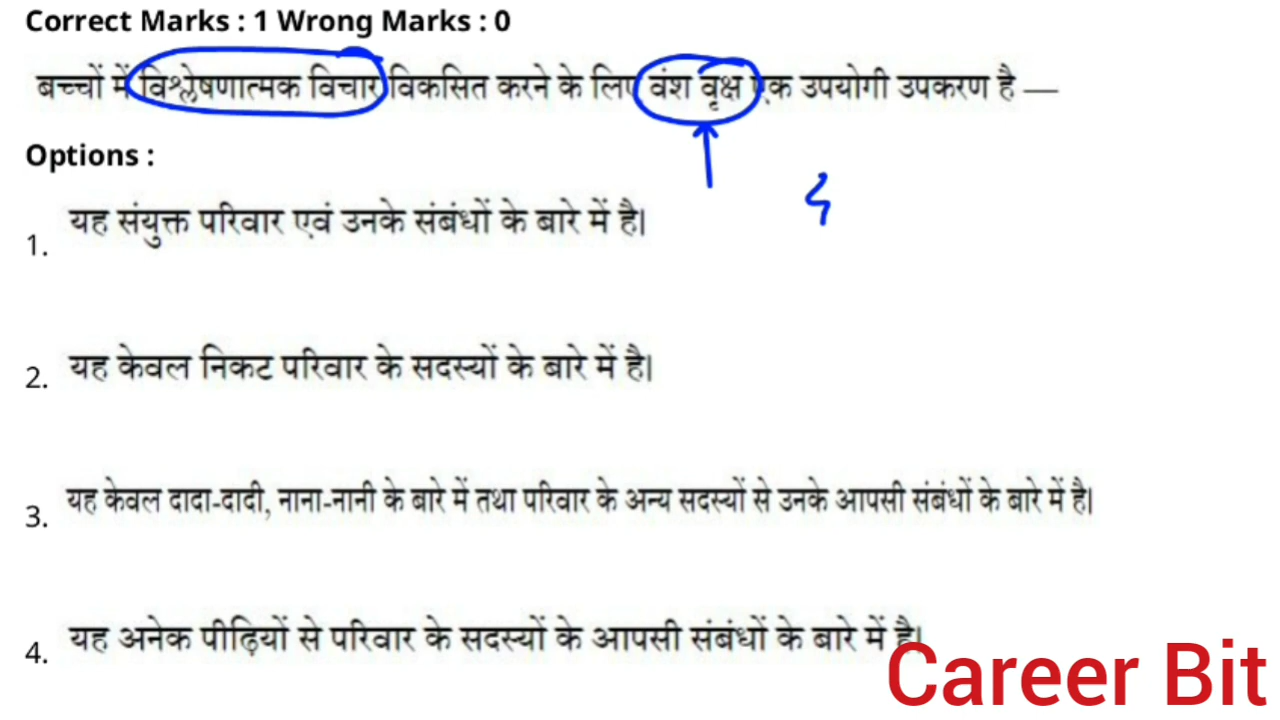 Correct Marks : 1 Wrong Marks : 0
बच्चों में विश्लेषणात्मक विचार विकसित करने के लिए वंश वृक्ष एक उपयोगी उपकरण है —
Options :
4
1. यह संयुक्त परिवार एवं उनके संबंधों के बारे में है।
2. यह केवल निकट परिवार के सदस्यों के बारे में है।
3. यह केवल दादा-दादी, नाना-नानी के बारे में तथा परिवार के अन्य सदस्यों से उनके आपसी संबंधों के बारे में है।
4. यह अनेक पीढ़ियों से परिवार के सदस्यों के आपसी संबंधों के बारे में है।
Career Bit